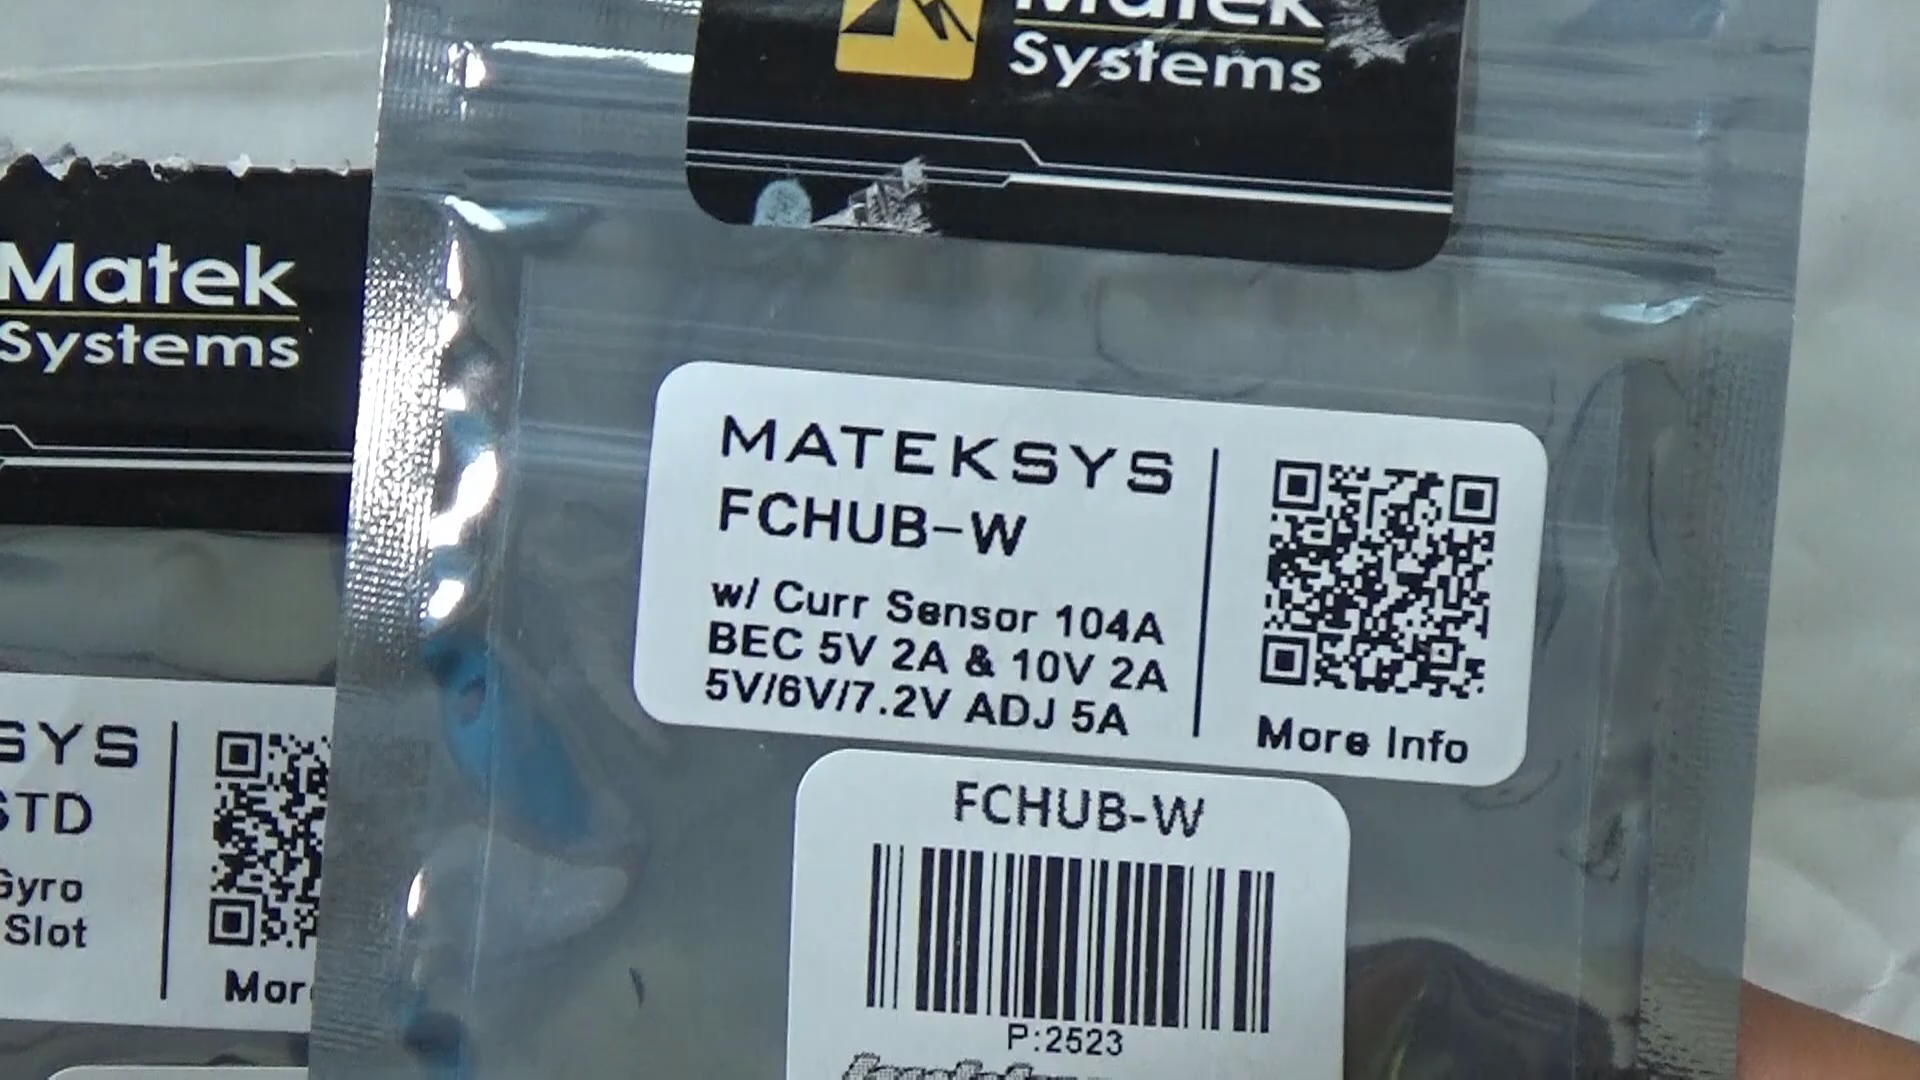 Matek
Systems
Matek
Systems
MATEKSYS
FCHUB-W
w/ Curr Sensor 104A
BEC 5V 2A & 10V 2A
5V/6V/7.2V ADJ 5A
More Info
FCHUB-W
P:2523
SYS
STD
Gyro
Slot
More